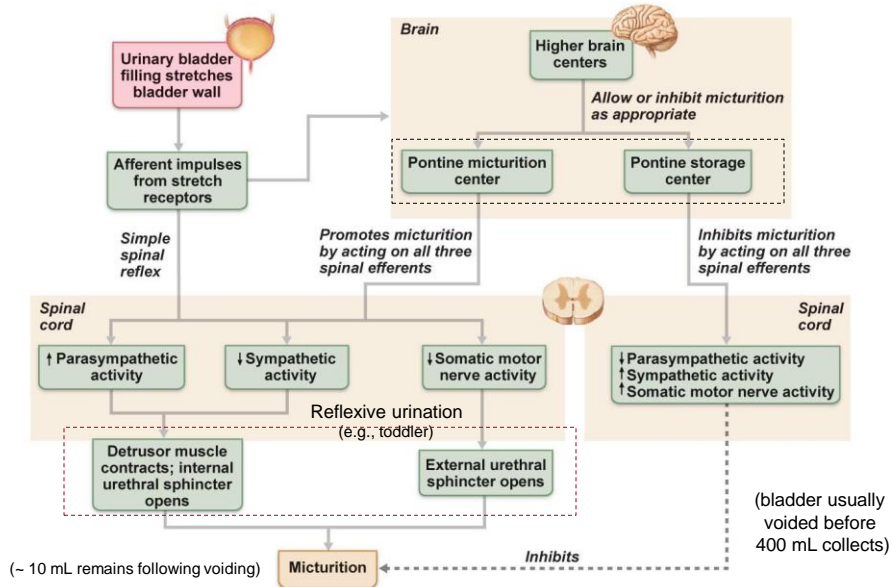 Brain
Urinary bladder
filling stretches
bladder wall
Higher brain
centers
Allow or inhibit micturition
as appropriate
Afferent impulses
from stretch
receptors
Pontine micturition
center
Pontine storage
center
Simple
spinal
reflex
Promotes micturition
by acting on all three
spinal efferents
Inhibits micturition
by acting on all three
spinal efferents
Spinal
cord
Spinal
cord
↑ Parasympathetic
activity
↓ Sympathetic
activity
↓ Somatic motor
nerve activity
↓ Parasympathetic activity
↑ Sympathetic activity
↑ Somatic motor nerve activity
Reflexive urination
(e.g., toddler)
Detrusor muscle
contracts; internal
urethral sphincter
opens
External urethral
sphincter opens
(bladder usually
voided before
400 mL collects)
(~ 10 mL remains following voiding)
Micturition
Inhibits